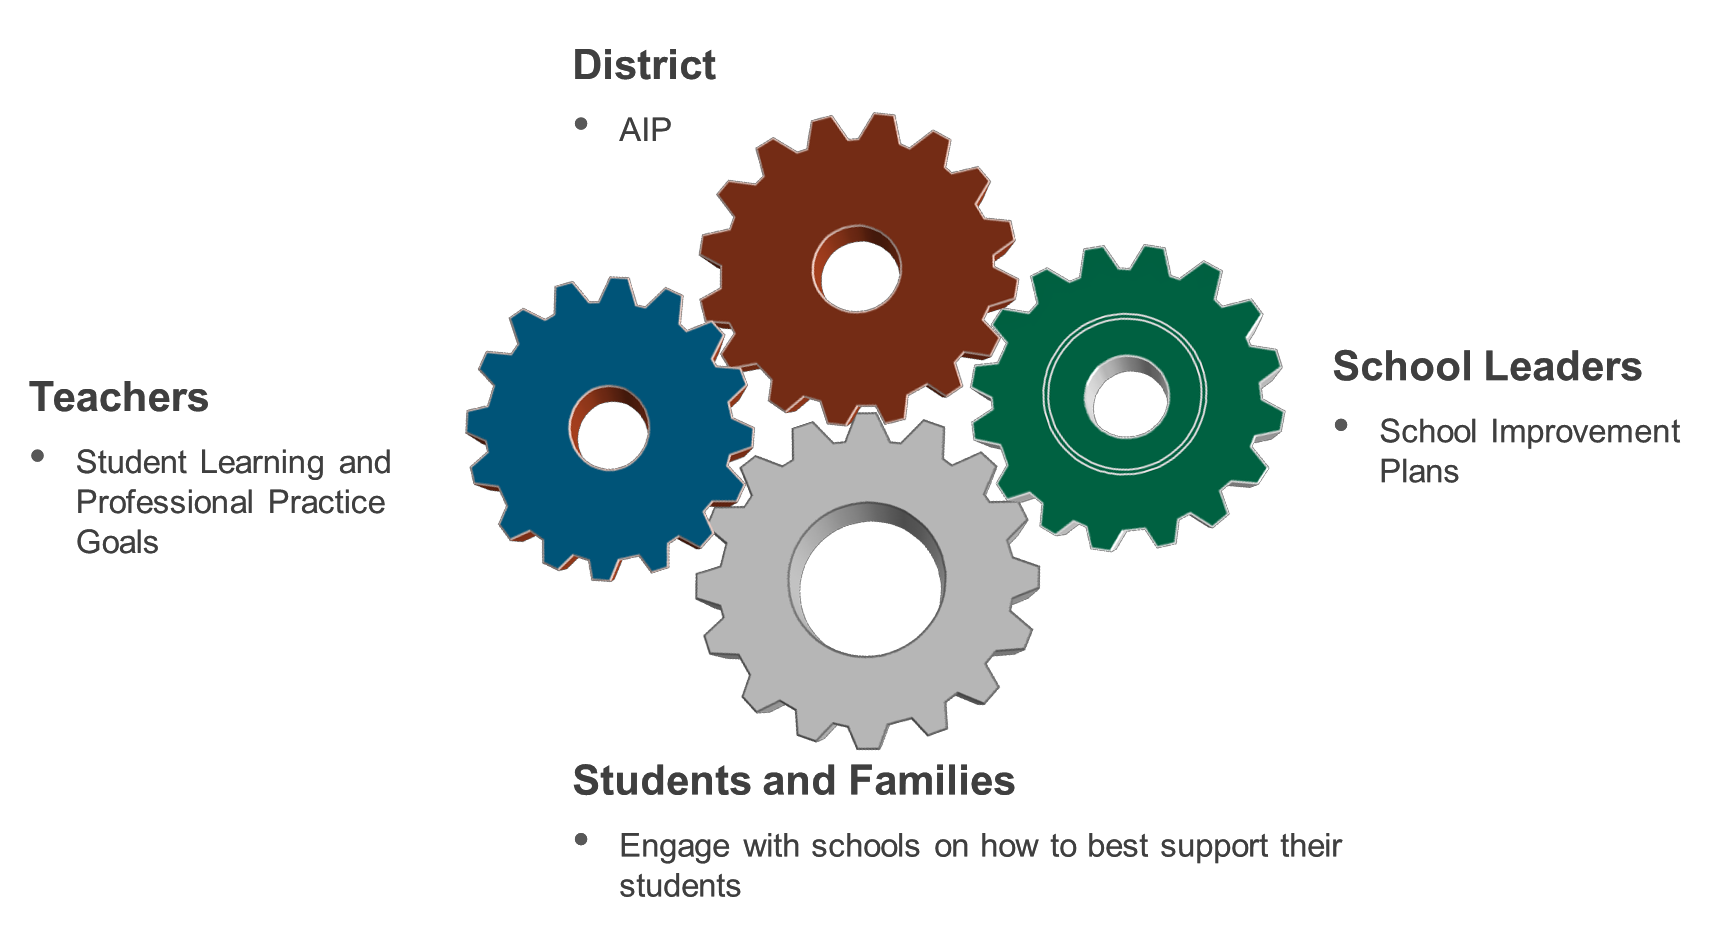 District
• AIP
Teachers
• Student Learning and
Professional Practice
Goals
School Leaders
• School Improvement
Plans
Students and Families
• Engage with schools on how to best support their
students